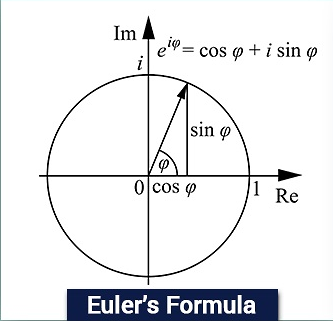 Im
i
e^{iφ} = cos φ + i sin φ
sin φ
φ
0 cos φ
1
Re
Euler's Formula